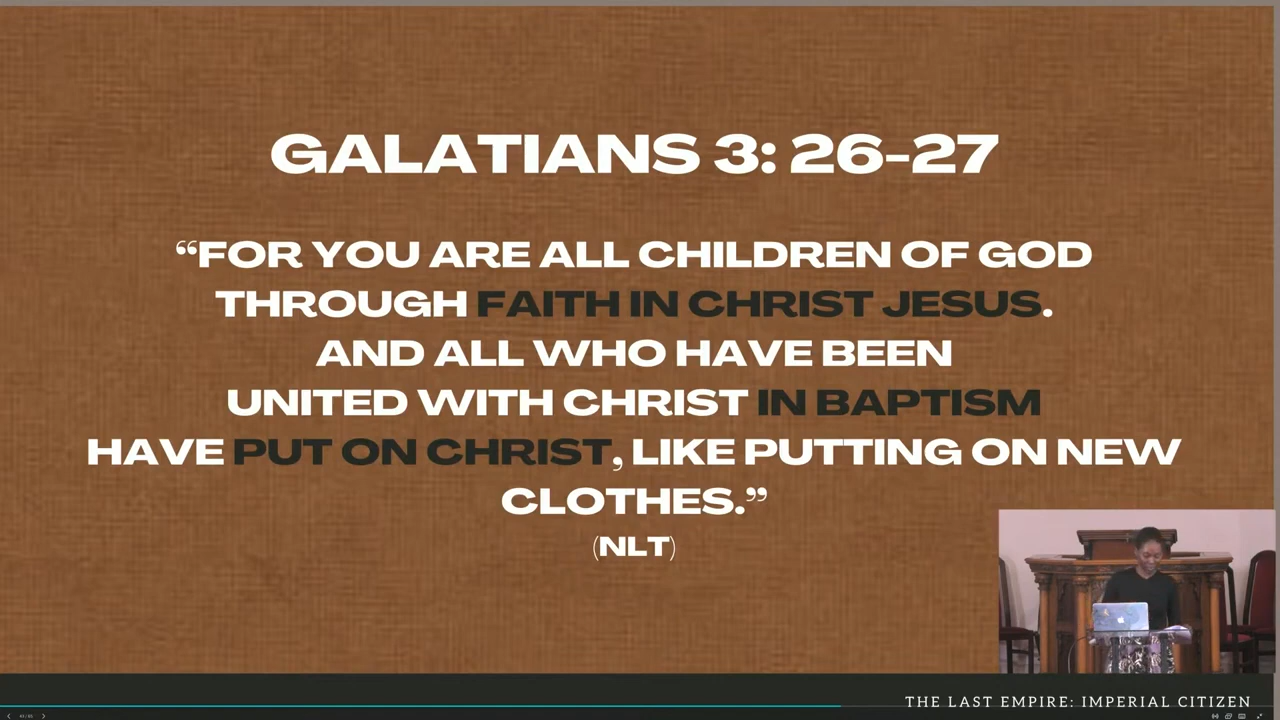 GALATIANS 3: 26-27
“FOR YOU ARE ALL CHILDREN OF GOD
THROUGH FAITH IN CHRIST JESUS.
AND ALL WHO HAVE BEEN
UNITED WITH CHRIST IN BAPTISM
HAVE PUT ON CHRIST, LIKE PUTTING ON NEW
CLOTHES.”
(NLT)
THE LAST EMPIRE: IMPERIAL CITIZEN